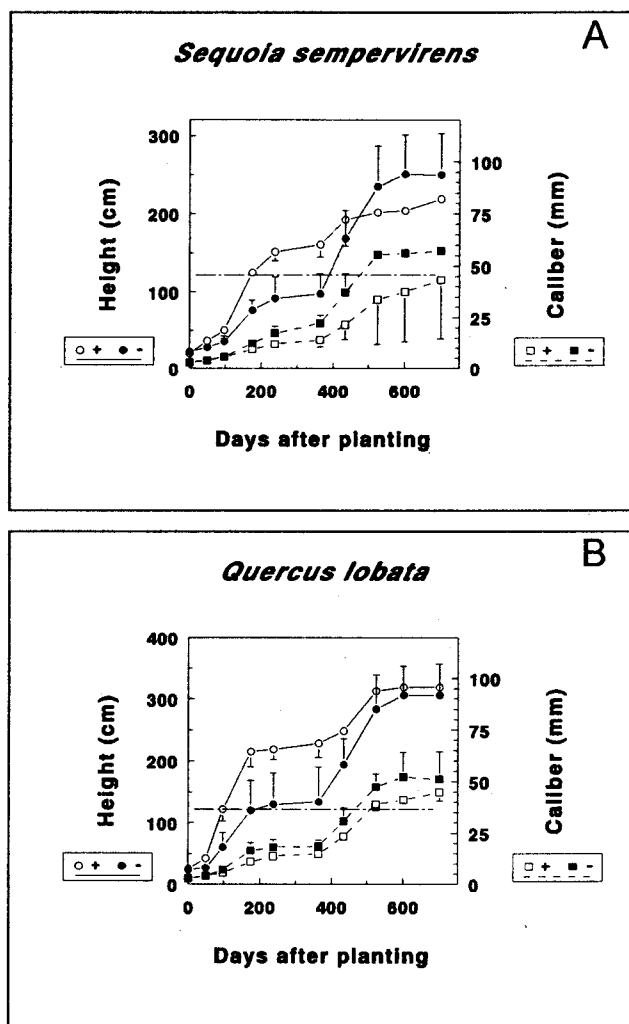 A
Sequoia sempervirens
300
200
100
0
Height (cm)
100
75
50
25
0
Caliber (mm)
+ -
+ -
0 200 400 600
Days after planting
B
Quercus lobata
400
300
200
100
0
Height (cm)
100
75
50
25
0
Caliber (mm)
+ -
+ -
0 200 400 600
Days after planting